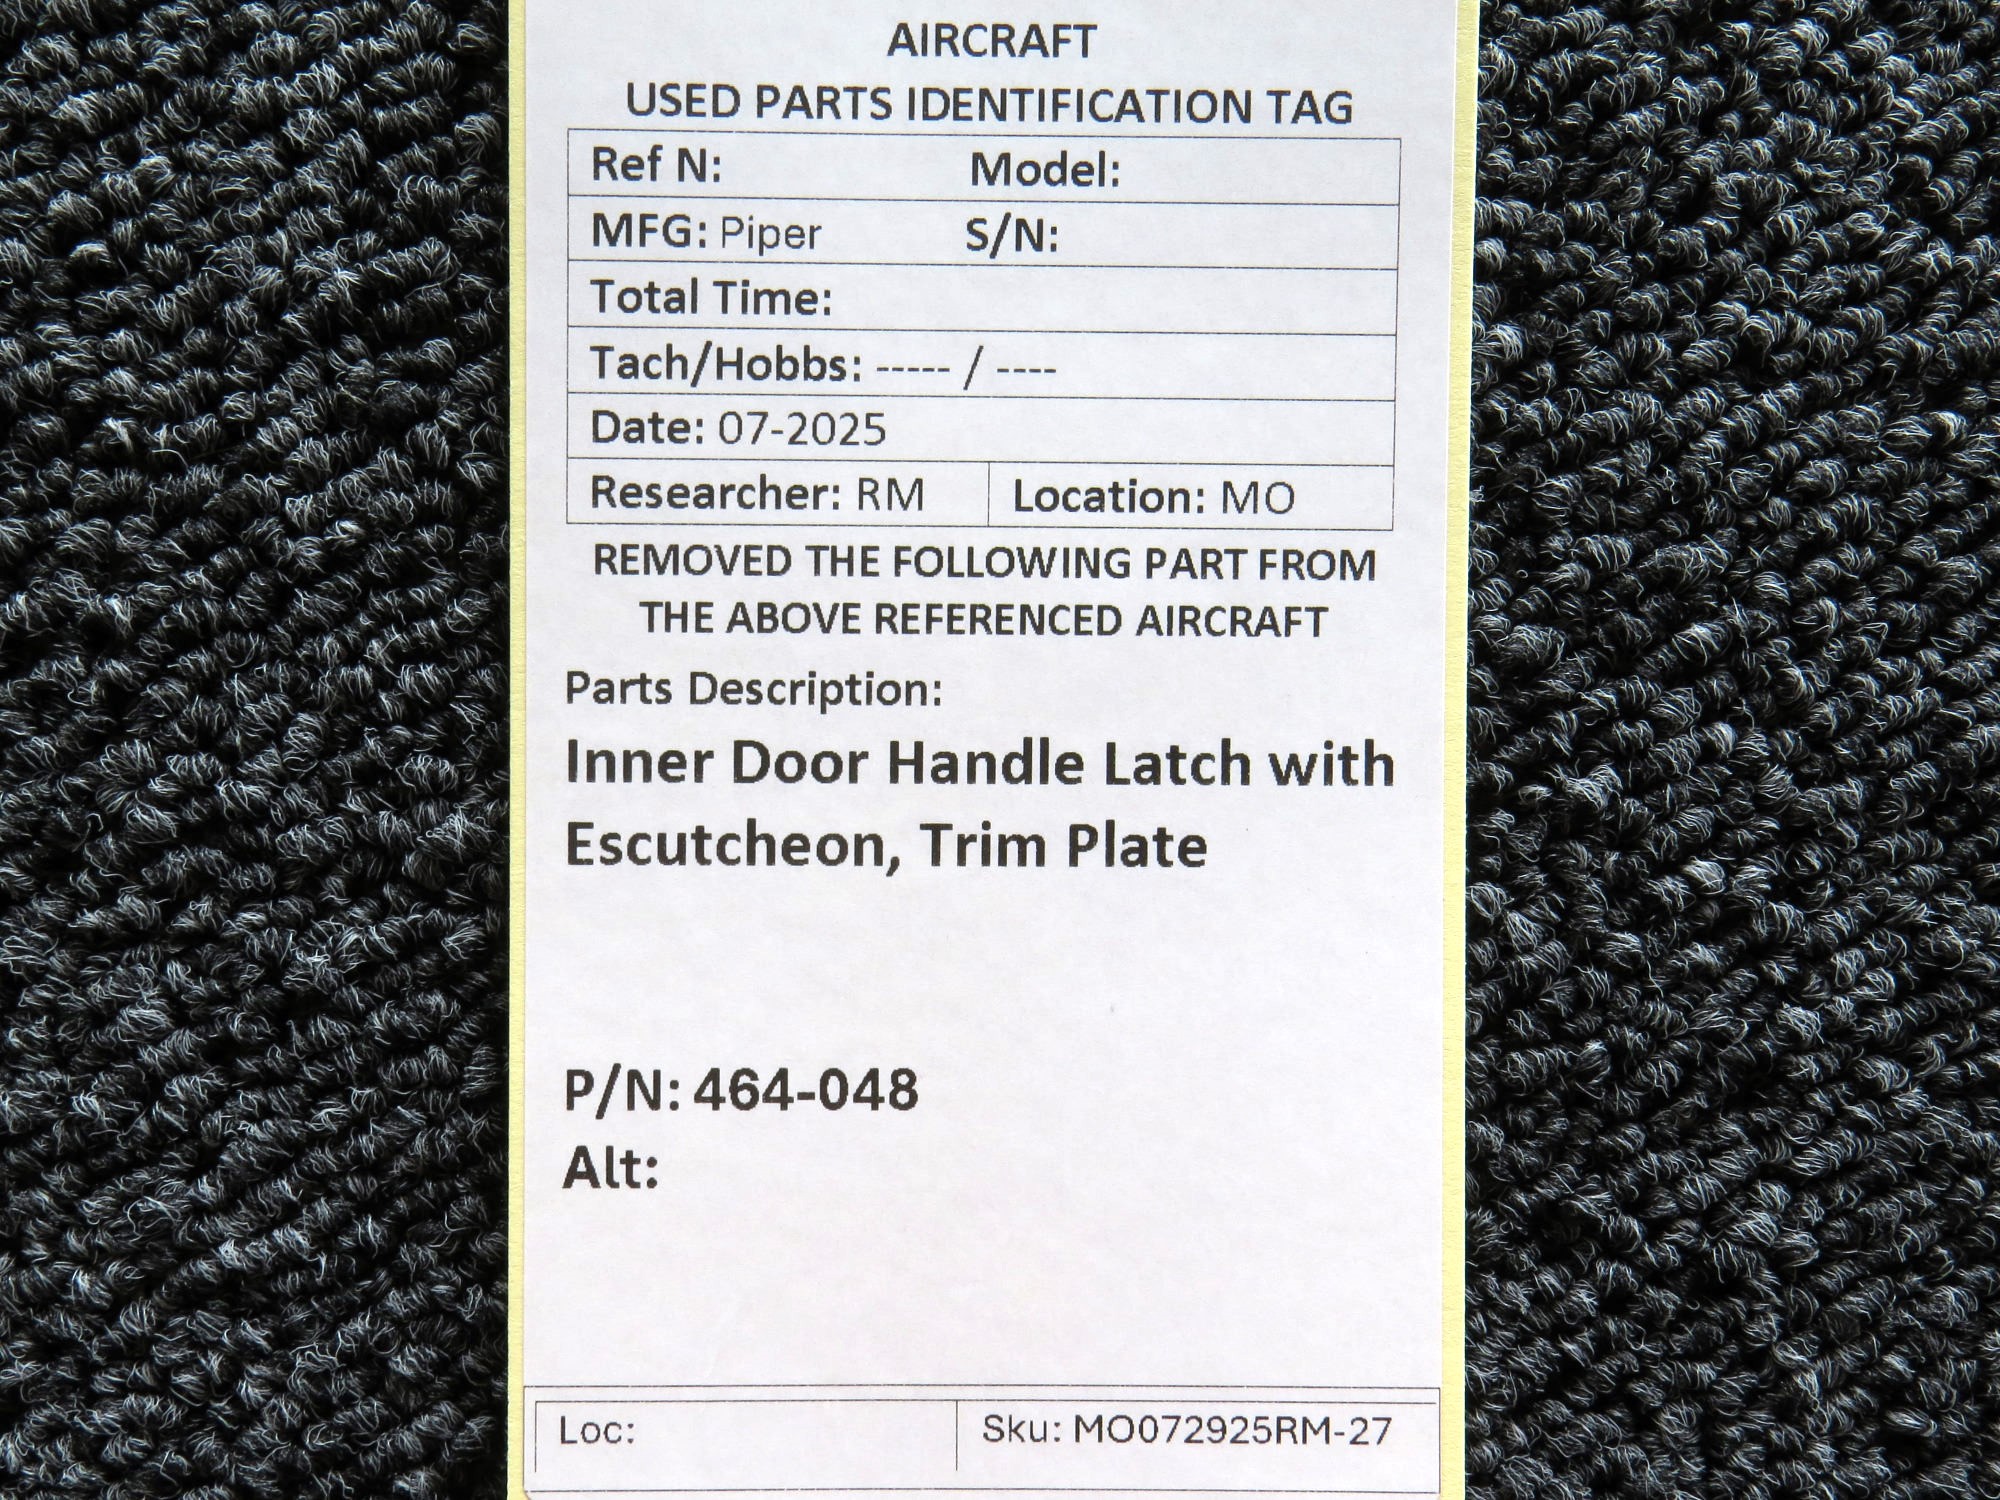 AIRCRAFT
USED PARTS IDENTIFICATION TAG
Ref N: Model:
MFG: Piper S/N:
Total Time:
Tach/Hobbs: ----- / ----
Date: 07-2025
Researcher: RM Location: MO
REMOVED THE FOLLOWING PART FROM
THE ABOVE REFERENCED AIRCRAFT
Parts Description:
Inner Door Handle Latch with
Escutcheon, Trim Plate
P/N: 464-048
Alt:
Loc: Sku: MO072925RM-27